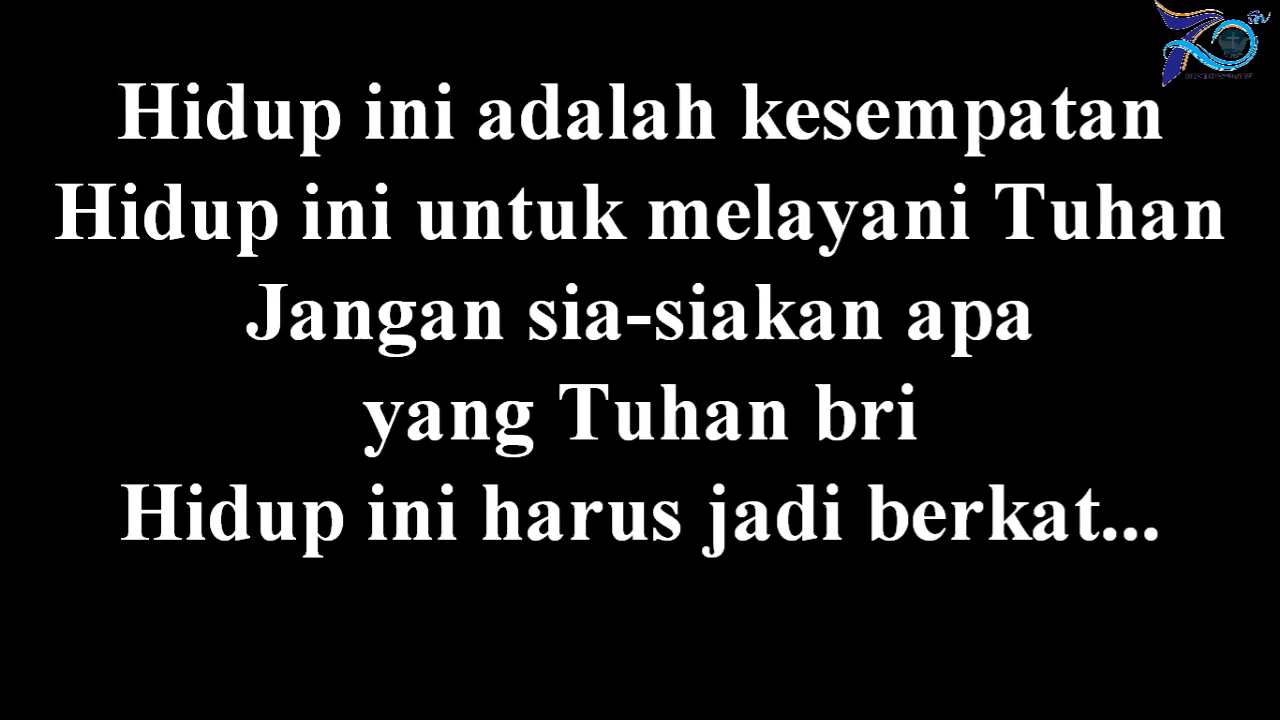 Hidup ini adalah kesempatan
Hidup ini untuk melayani Tuhan
Jangan sia-siakan apa
yang Tuhan bri
Hidup ini harus jadi berkat...